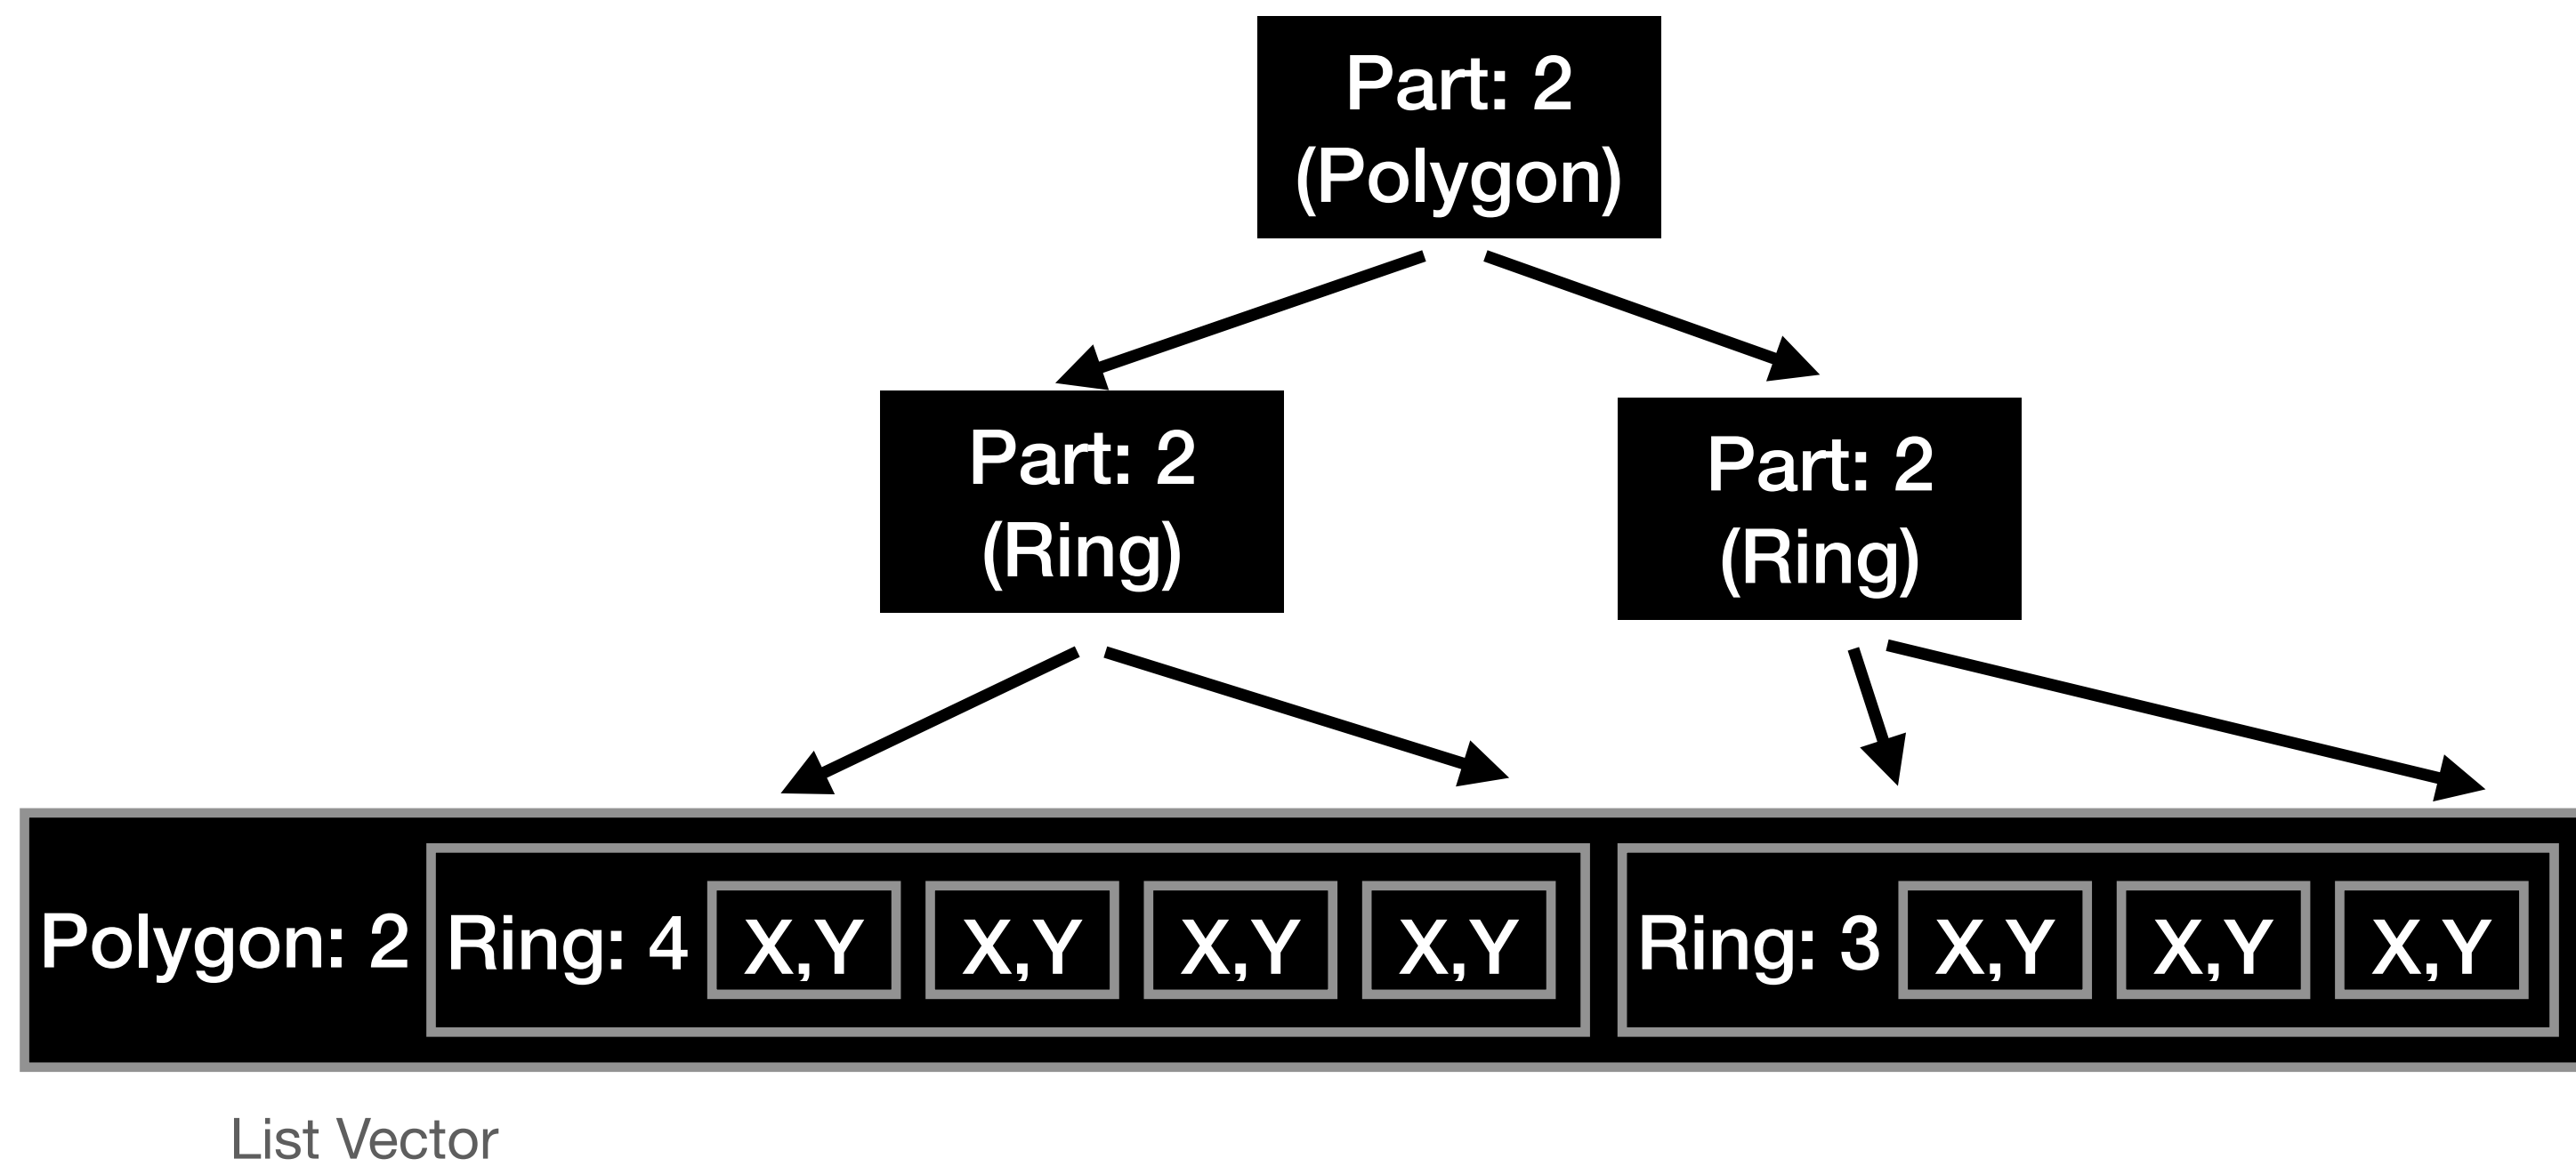 Part: 2
(Polygon)
Part: 2
(Ring)
Part: 2
(Ring)
Polygon: 2 Ring: 4 X,Y X,Y X,Y X,Y Ring: 3 X,Y X,Y X,Y
List Vector